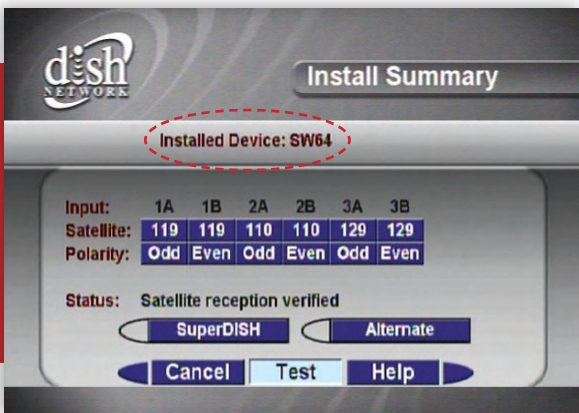 dish
NETWORK
Install Summary
Installed Device: SW64
Input: 1A 1B 2A 2B 3A 3B
Satellite: 119 119 110 110 129 129
Polarity: Odd Even Odd Even Odd Even
Status: Satellite reception verified
SuperDISH Alternate
Cancel Test Help